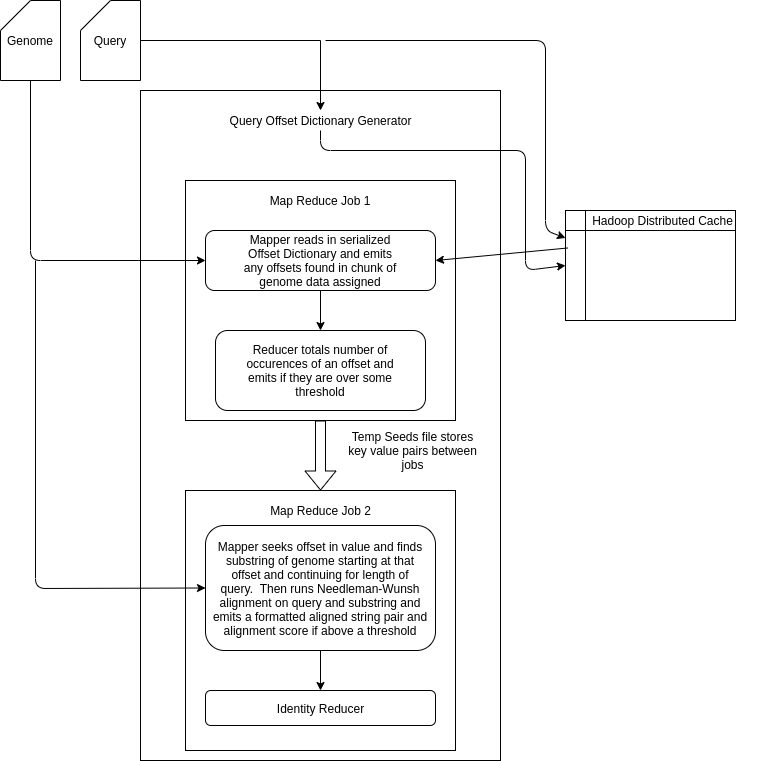 Genome
Query
Query Offset Dictionary Generator
Map Reduce Job 1
Hadoop Distributed Cache
Mapper reads in serialized
Offset Dictionary and emits
any offsets found in chunk of
genome data assigned
Reducer totals number of
occurences of an offset and
emits if they are over some
threshold
Temp Seeds file stores
key value pairs between
jobs
Map Reduce Job 2
Mapper seeks offset in value and finds
substring of genome starting at that
offset and continuing for length of
query. Then runs Needleman-Wunsh
alignment on query and substring and
emits a formatted aligned string pair and
alignment score if above a threshold
Identity Reducer